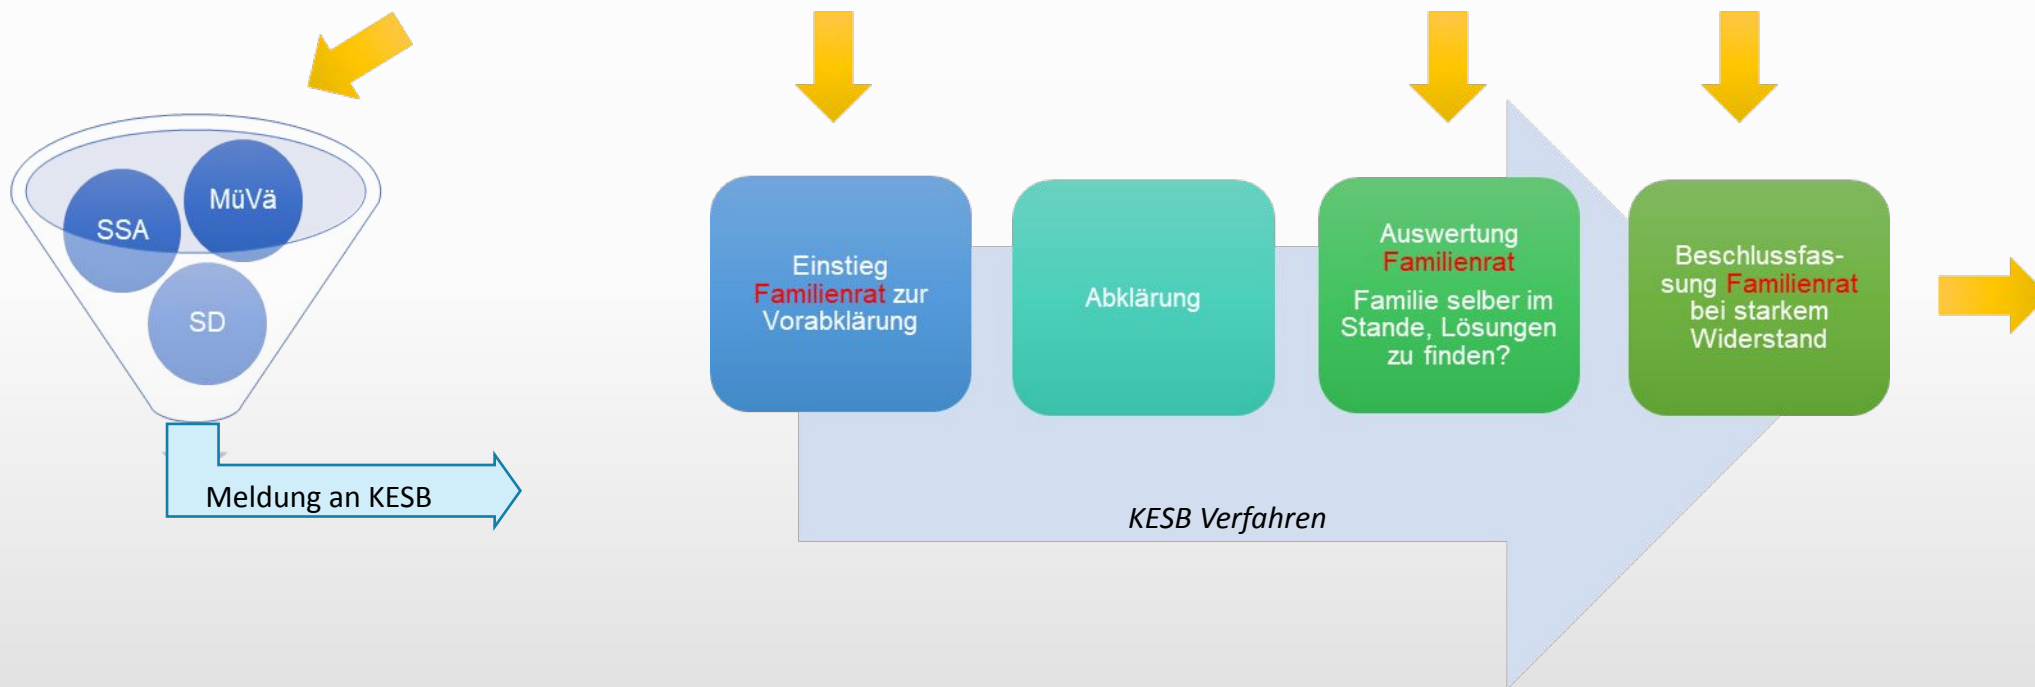 MüVä
SSA
SD
Meldung an KESB
Einstieg
Familienrat zur
Vorabklärung
Abklärung
Auswertung
Familienrat
Familie selber im
Stande, Lösungen
zu finden?
Beschlussfas-
sung Familienrat
bei starkem
Widerstand
KESB Verfahren